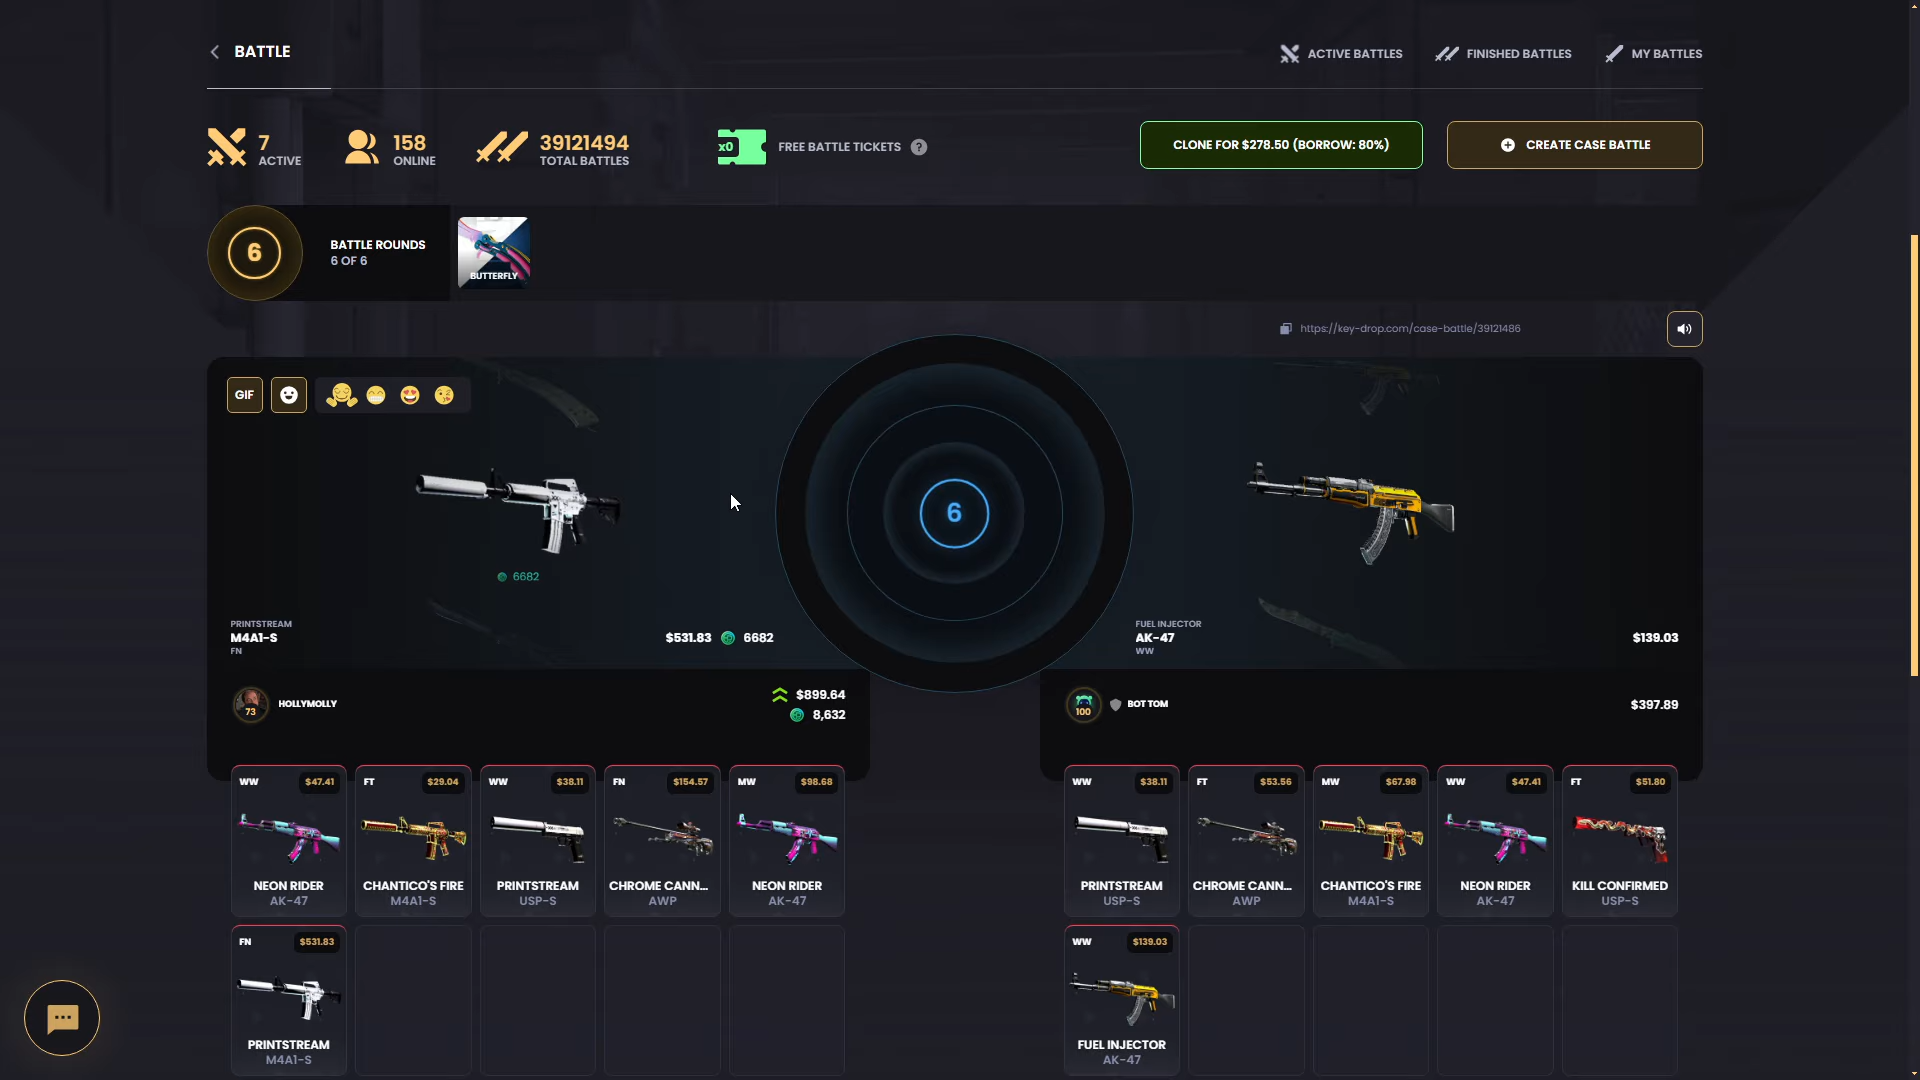 BATTLE
ACTIVE BATTLES
FINISHED BATTLES
MY BATTLES
7
ACTIVE
158
ONLINE
39121494
TOTAL BATTLES
x0
FREE BATTLE TICKETS
?
CLONE FOR $278.50 (BORROW: 80%)
CREATE CASE BATTLE
6
BATTLE ROUNDS
6 OF 6
BUTTERFLY
https://key-drop.com/case-battle/39121486
GIF
6
6682
PRINTSTREAM
M4A1-S
FN
$531.83 6682
FUEL INJECTOR
AK-47
WW
$139.03
73
HOLLYMOLLY
$899.64
8,632
100
BOT TOM
$397.89
WW $47.41
NEON RIDER
AK-47
FT $29.04
CHANTICO'S FIRE
M4A1-S
WW $38.11
PRINTSTREAM
USP-S
FN $154.57
CHROME CANN...
AWP
MW $98.68
NEON RIDER
AK-47
WW $38.11
PRINTSTREAM
USP-S
FT $53.56
CHROME CANN...
AWP
MW $67.98
CHANTICO'S FIRE
M4A1-S
WW $47.41
NEON RIDER
AK-47
FT $51.80
KILL CONFIRMED
USP-S
FN $531.83
PRINTSTREAM
M4A1-S
WW $139.03
FUEL INJECTOR
AK-47